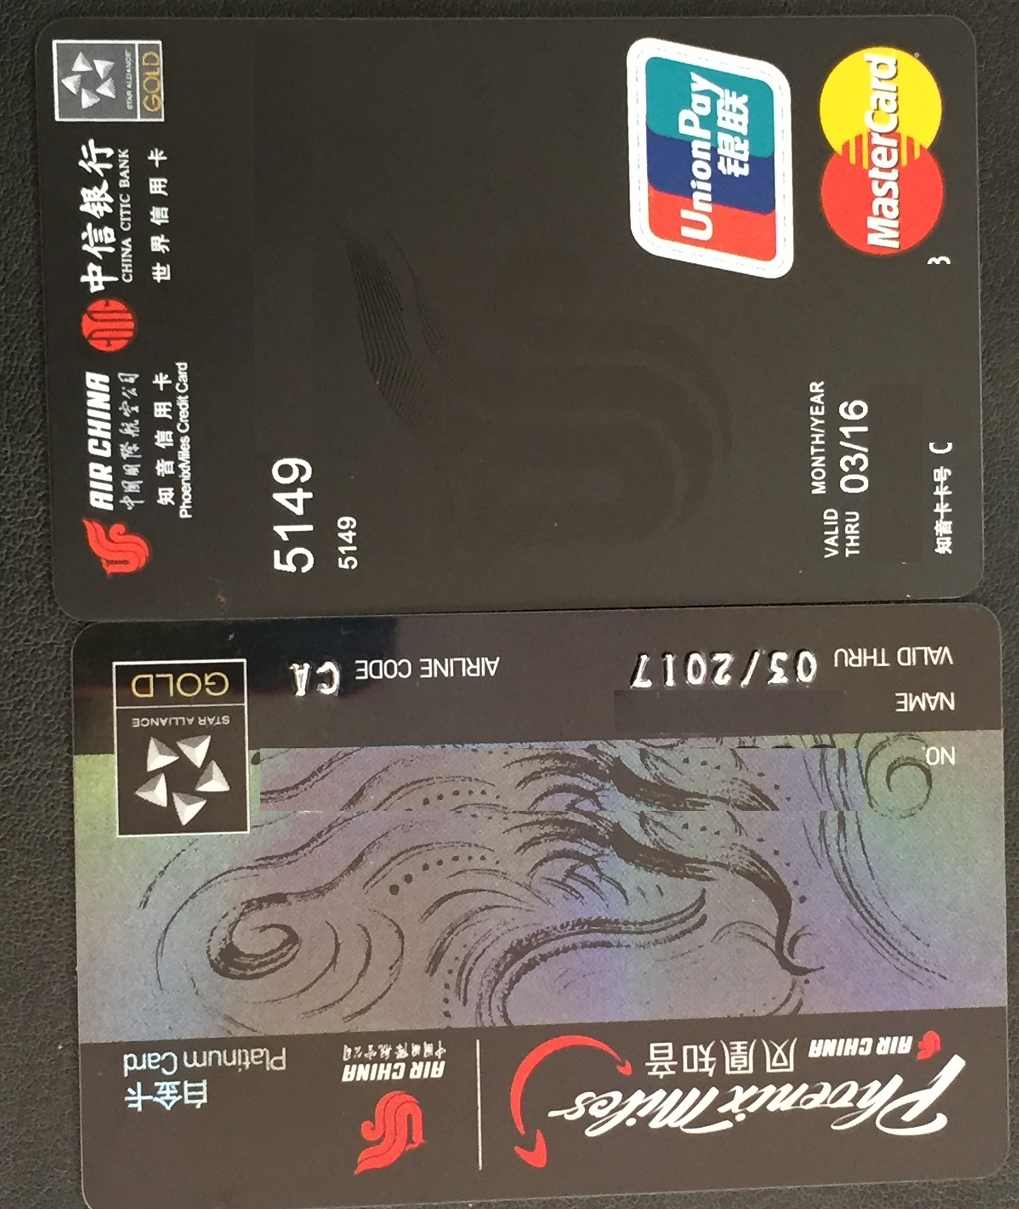 AIR CHINA
中国国际航空公司
知音信用卡
PhoenixMiles Credit Card
中信银行
CHINA CITIC BANK
世界信用卡
STAR ALLIANCE
GOLD
5149
5149
VALID THRU
MONTH/YEAR
03/16
知音卡卡号 C
3
UnionPay
银联
MasterCard
PhoenixMiles
AIR CHINA
凤凰知音
AIR CHINA
中国国际航空公司
白金卡
Platinum Card
NO.
NAME
VALID THRU 03/2017
AIRLINE CODE CA
STAR ALLIANCE
GOLD